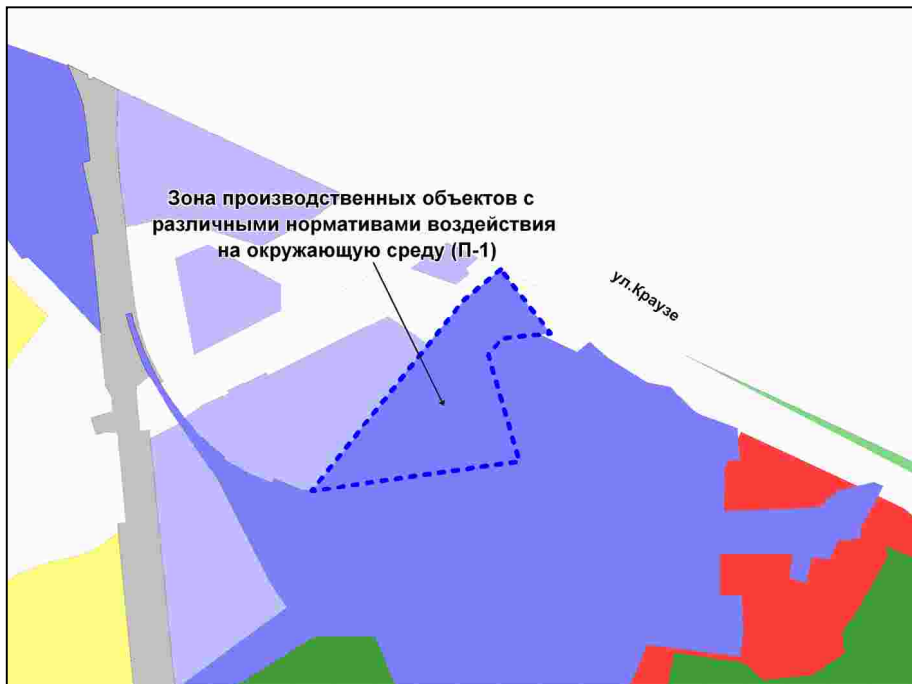 Зона производственных объектов с
различными нормативами воздействия
на окружающую среду (П-1)
ул.Краузе